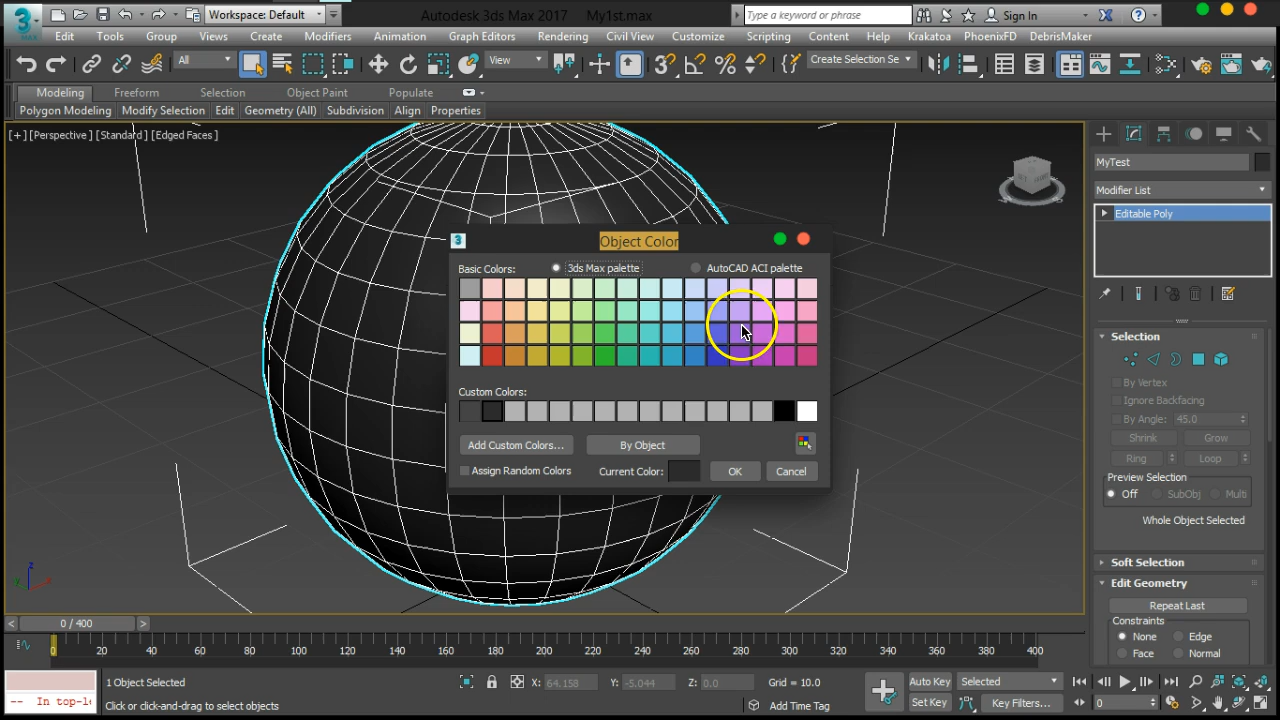 3
MAX
Workspace: Default
Autodesk 3ds Max 2017 My1st.max
Type a keyword or phrase
Sign In
Edit Tools Group Views Create Modifiers Animation Graph Editors Rendering Civil View Customize Scripting Content Help Krakatoa PhoenixFD DebrisMaker
All
View
Create Selection Se
Modeling Freeform Selection Object Paint Populate
Polygon Modeling Modify Selection Edit Geometry (All) Subdivision Align Properties
[+] [Perspective] [Standard] [Edged Faces]
MyTest
Modifier List
Editable Poly
3 Object Color
Basic Colors: 3ds Max palette AutoCAD ACI palette
Custom Colors:
Add Custom Colors... By Object
Assign Random Colors Current Color: OK Cancel
Selection
By Vertex
Ignore Backfacing
By Angle: 45.0
Shrink Grow
Ring Loop
Preview Selection
Off SubObj Multi
Whole Object Selected
Soft Selection
Edit Geometry
Repeat Last
Constraints
None Edge
Face Normal
z
x
y
< 0 / 400 >
0 20 40 60 80 100 120 140 160 180 200 220 240 260 280 300 320 340 360 380 400
1 Object Selected
X: 64.158 Y: -5.044 Z: 0.0 Grid = 10.0
Auto Key Selected
-- In top-le
Click or click-and-drag to select objects
Add Time Tag
Set Key Key Filters... 0